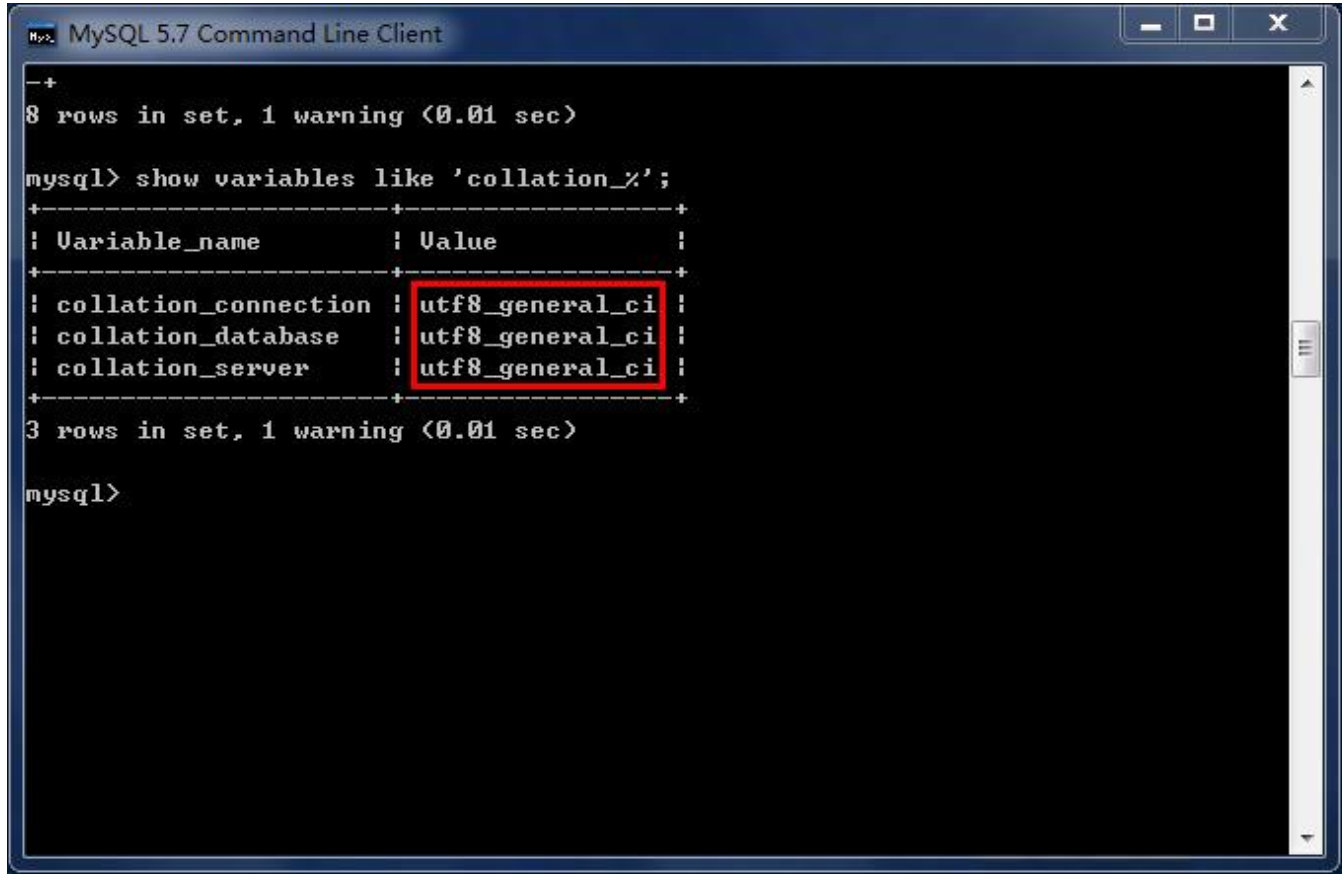 MySQL 5.7 Command Line Client
-+
8 rows in set, 1 warning (0.01 sec)
mysql> show variables like 'collation_%';
+----------------------+-----------------+
| Variable_name        | Value           |
+----------------------+-----------------+
| collation_connection | utf8_general_ci |
| collation_database   | utf8_general_ci |
| collation_server     | utf8_general_ci |
+----------------------+-----------------+
3 rows in set, 1 warning (0.01 sec)
mysql>